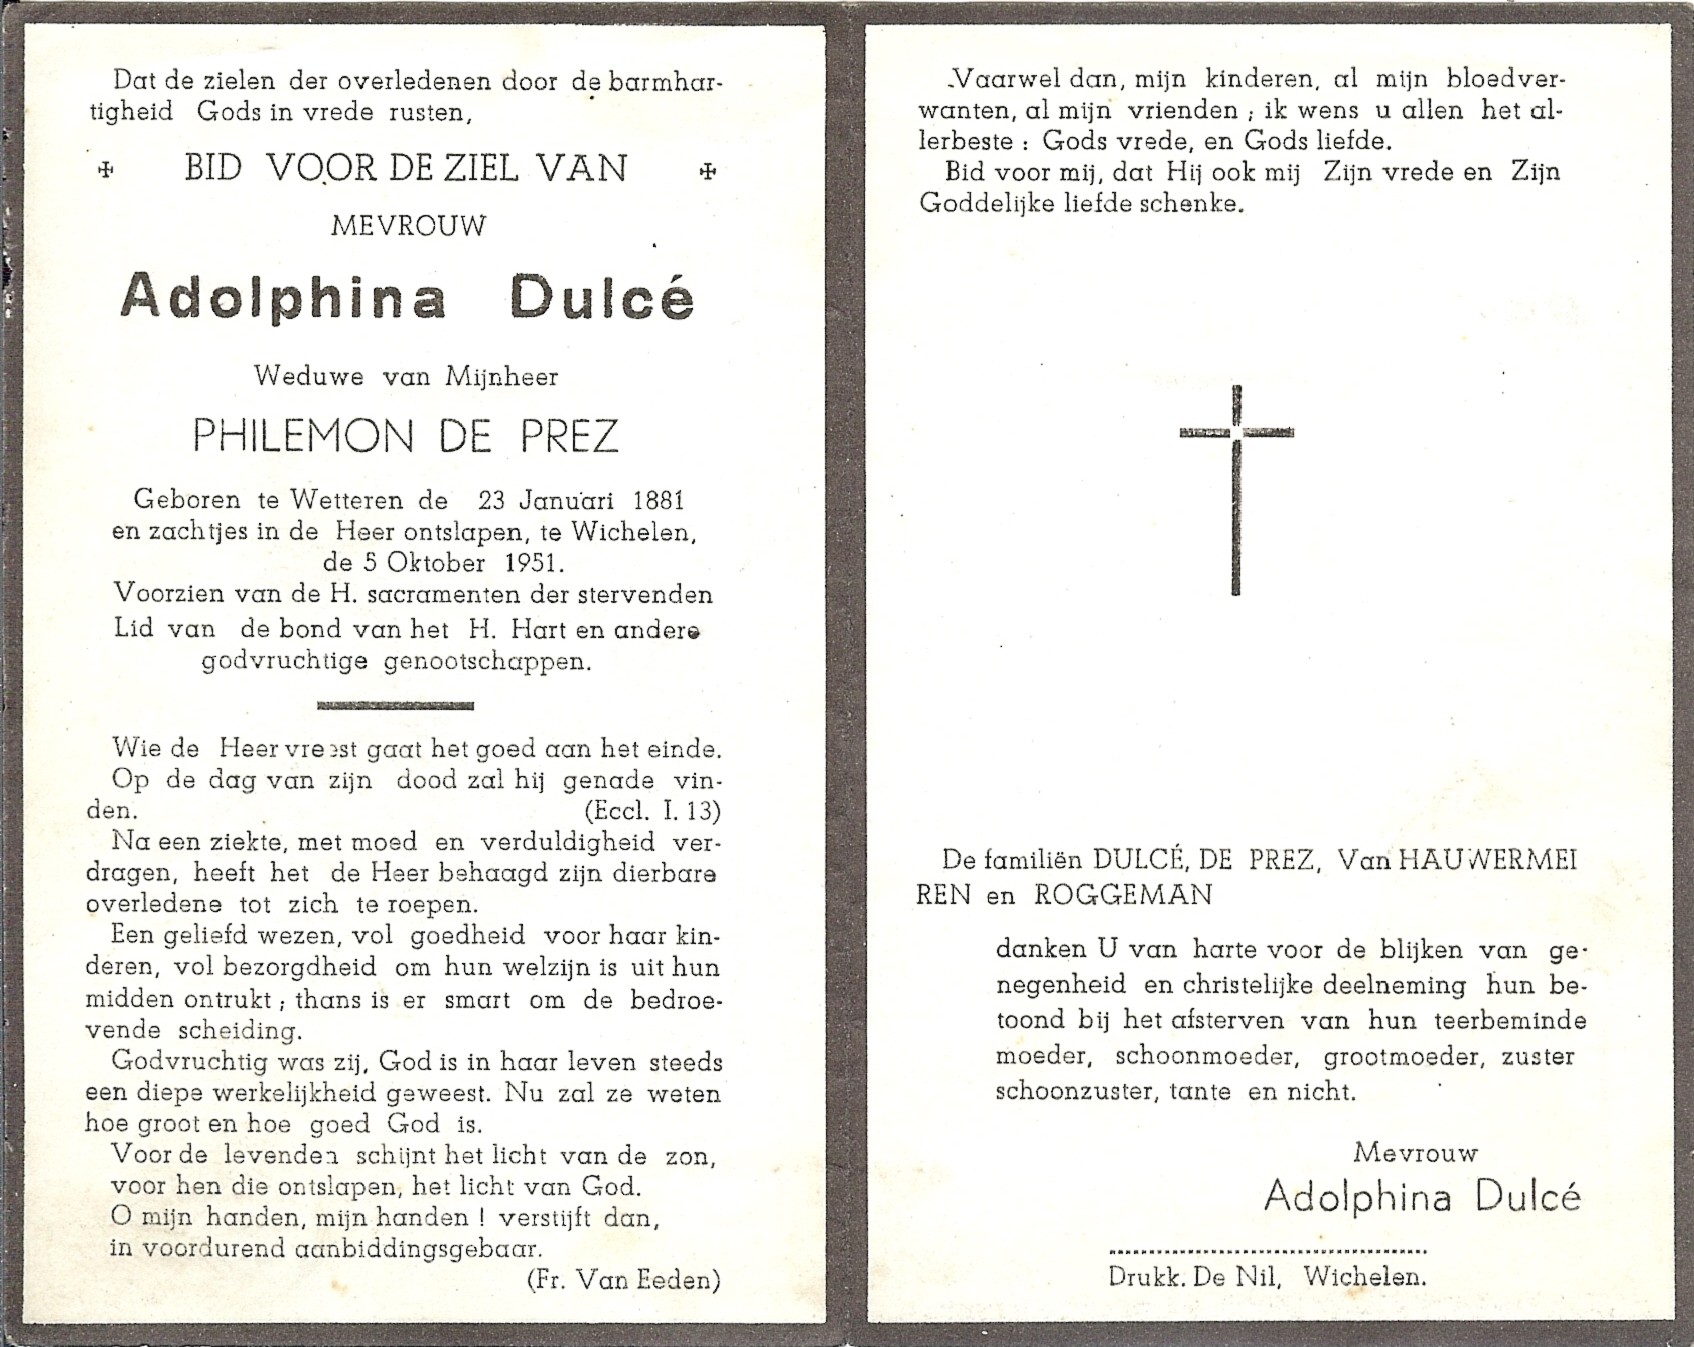 Dat de zielen der overledenen door de barmhar-
tigheid Gods in vrede rusten,
✠ BID VOOR DE ZIEL VAN ✠
MEVROUW
Adolphina Dulcé
Weduwe van Mijnheer
PHILEMON DE PREZ
Geboren te Wetteren de 23 Januari 1881
en zachtjes in de Heer ontslapen, te Wichelen,
de 5 Oktober 1951.
Voorzien van de H. sacramenten der stervenden
Lid van de bond van het H. Hart en andere
godvruchtige genootschappen.
Wie de Heer vreest gaat het goed aan het einde.
Op de dag van zijn dood zal hij genade vin-
den. (Eccl. I. 13)
Na een ziekte, met moed en verduldigheid ver-
dragen, heeft het de Heer behaagd zijn dierbare
overledene tot zich te roepen.
Een geliefd wezen, vol goedheid voor haar kin-
deren, vol bezorgdheid om hun welzijn is uit hun
midden ontrukt ; thans is er smart om de bedroe-
vende scheiding.
Godvruchtig was zij, God is in haar leven steeds
een diepe werkelijkheid geweest. Nu zal ze weten
hoe groot en hoe goed God is.
Voor de levenden schijnt het licht van de zon,
voor hen die ontslapen, het licht van God.
O mijn handen, mijn handen ! verstijft dan,
in voordurend aanbiddingsgebaar.
(Fr. Van Eeden)
Vaarwel dan, mijn kinderen, al mijn bloedver-
wanten, al mijn vrienden ; ik wens u allen het al-
lerbeste : Gods vrede, en Gods liefde.
Bid voor mij, dat Hij ook mij Zijn vrede en Zijn
Goddelijke liefde schenke.
De familiën DULCÉ, DE PREZ, Van HAUWERMEI
REN en ROGGEMAN
danken U van harte voor de blijken van ge-
negenheid en christelijke deelneming hun be-
toond bij het afsterven van hun teerbeminde
moeder, schoonmoeder, grootmoeder, zuster
schoonzuster, tante en nicht.
Mevrouw
Adolphina Dulcé
Drukk. De Nil, Wichelen.